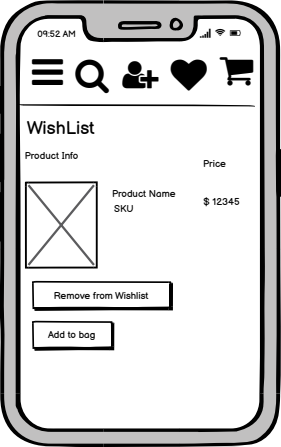 09:52 AM
WishList
Product Info
Price
Product Name
SKU
$ 12345
Remove from Wishlist
Add to bag